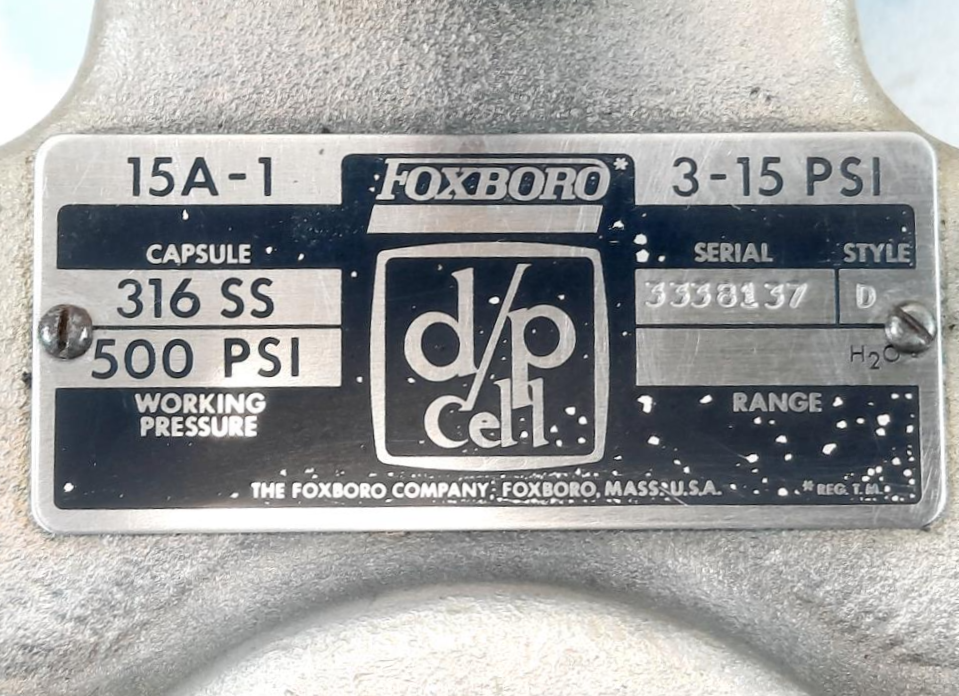 15A-1 FOXBORO* 3-15 PSI
CAPSULE SERIAL STYLE
316 SS 3338137 D
500 PSI H₂O
WORKING PRESSURE
RANGE
d/p
Cell
THE FOXBORO COMPANY, FOXBORO, MASS. U.S.A. *REG. T.M.